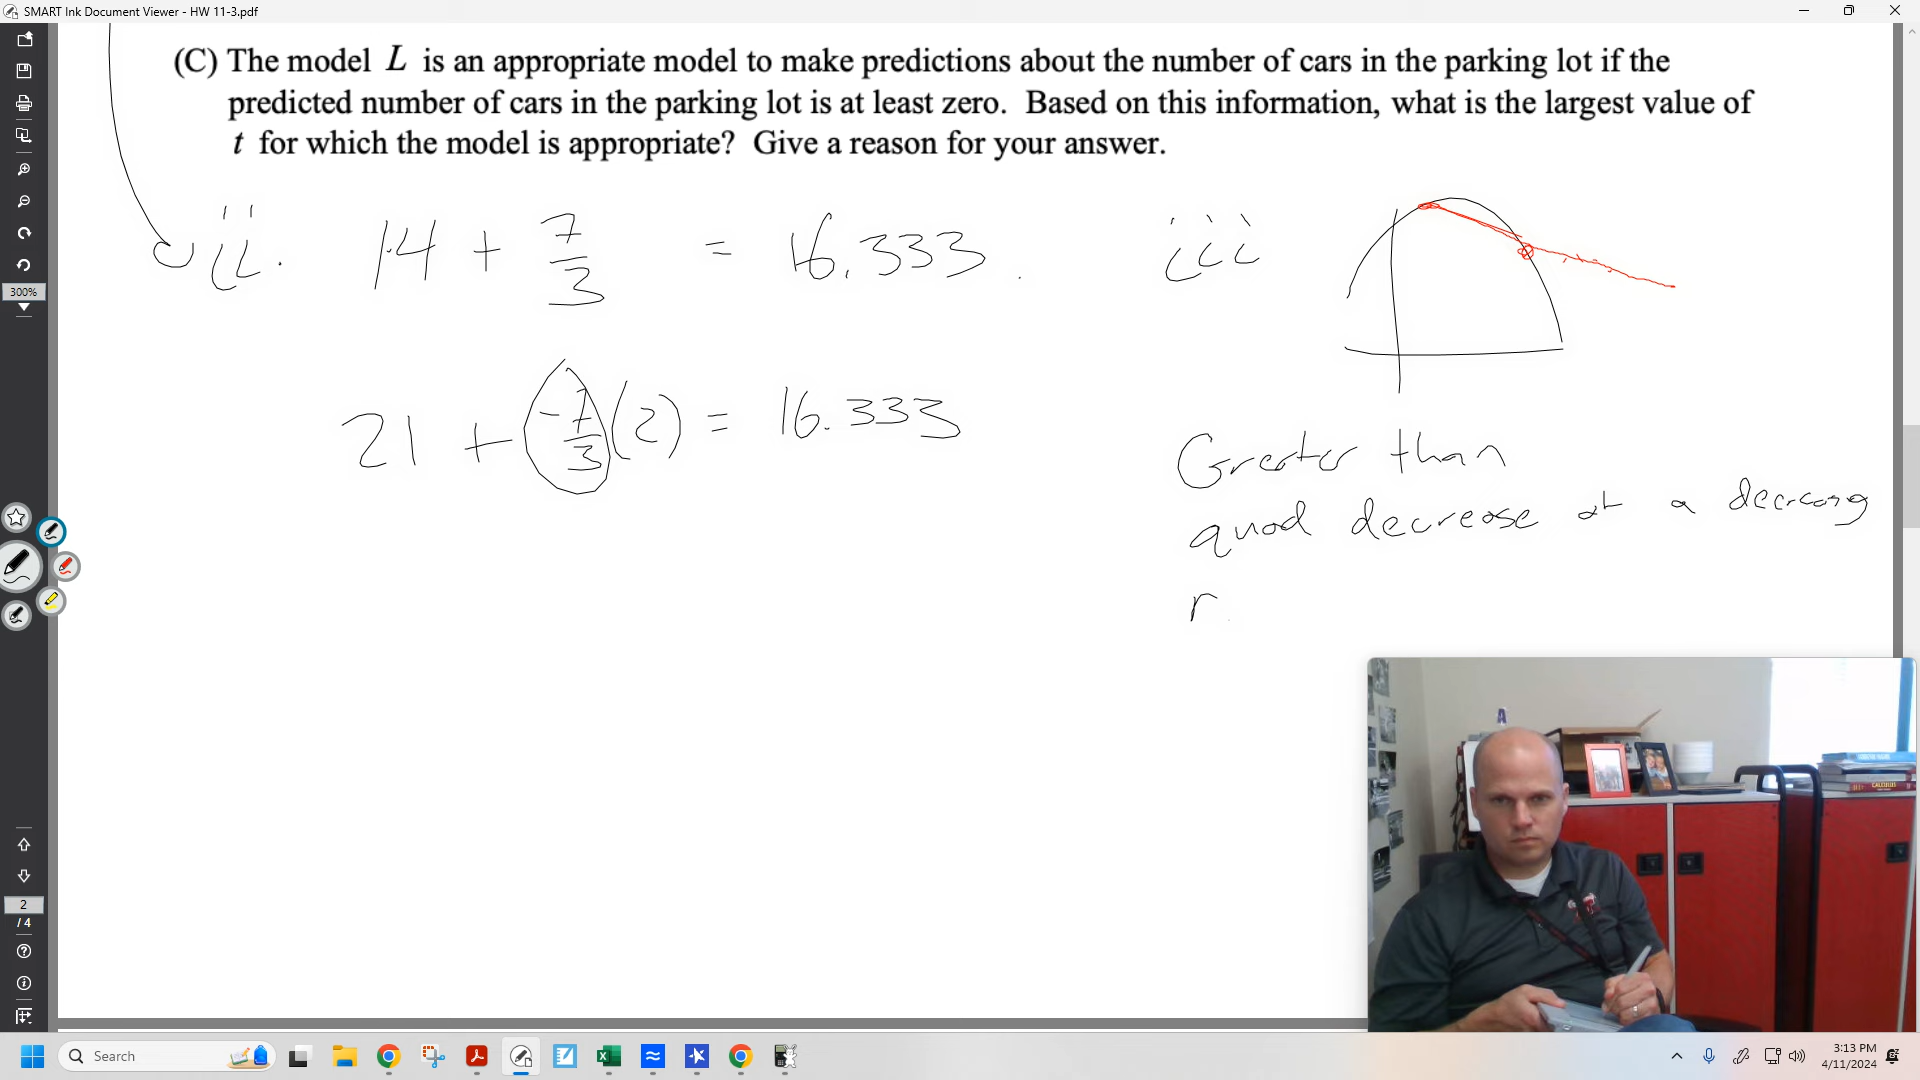 SMART Ink Document Viewer - HW 11-3.pdf
(C) The model L is an appropriate model to make predictions about the number of cars in the parking lot if the
predicted number of cars in the parking lot is at least zero. Based on this information, what is the largest value of
t for which the model is appropriate? Give a reason for your answer.
ii. 14 + 7/3 = 16.333
iii
21 + (-7/3)(2) = 16.333
Greater than
quad decrease at a decreasing
r
300%
2
/ 4
CALCULUS
Search
3:13 PM
4/11/2024